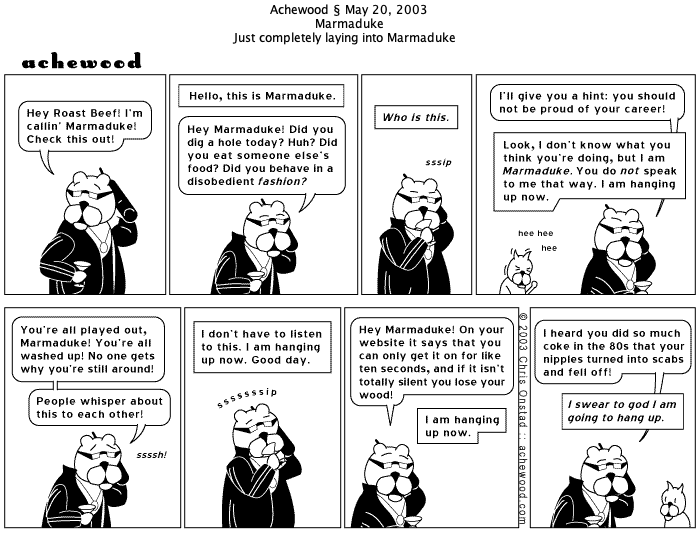 Achewood § May 20, 2003
Marmaduke
Just completely laying into Marmaduke
achewood
Hey Roast Beef! I'm
callin' Marmaduke!
Check this out!
Hello, this is Marmaduke.
Hey Marmaduke! Did you
dig a hole today? Huh? Did
you eat someone else's
food? Did you behave in a
disobedient fashion?
Who is this.
sssip
I'll give you a hint: you should
not be proud of your career!
Look, I don't know what you
think you're doing, but I am
Marmaduke. You do not speak
to me that way. I am hanging
up now.
hee hee
hee
You're all played out,
Marmaduke! You're all
washed up! No one gets
why you're still around!
People whisper about
this to each other!
ssssh!
I don't have to listen
to this. I am hanging
up now. Good day.
sssssssip
Hey Marmaduke! On your
website it says that you
can only get it on for like
ten seconds, and if it isn't
totally silent you lose your
wood!
I am hanging
up now.
© 2003 Chris Onstad :: achewood.com
I heard you did so much
coke in the 80s that your
nipples turned into scabs
and fell off!
I swear to god I am
going to hang up.